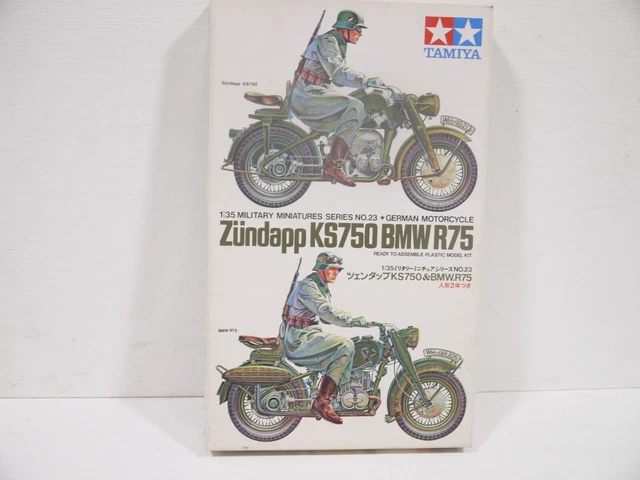 TAMIYA
Zündapp KS750
1:35 MILITARY MINIATURES SERIES NO.23 ★ GERMAN MOTORCYCLE
Zündapp KS750 BMW R75
READY TO ASSEMBLE PLASTIC MODEL KIT
1/35ミリタリーミニチュアシリーズNO.23
ツェンダップKS750&BMW.R75
人形2体つき
BMW R75